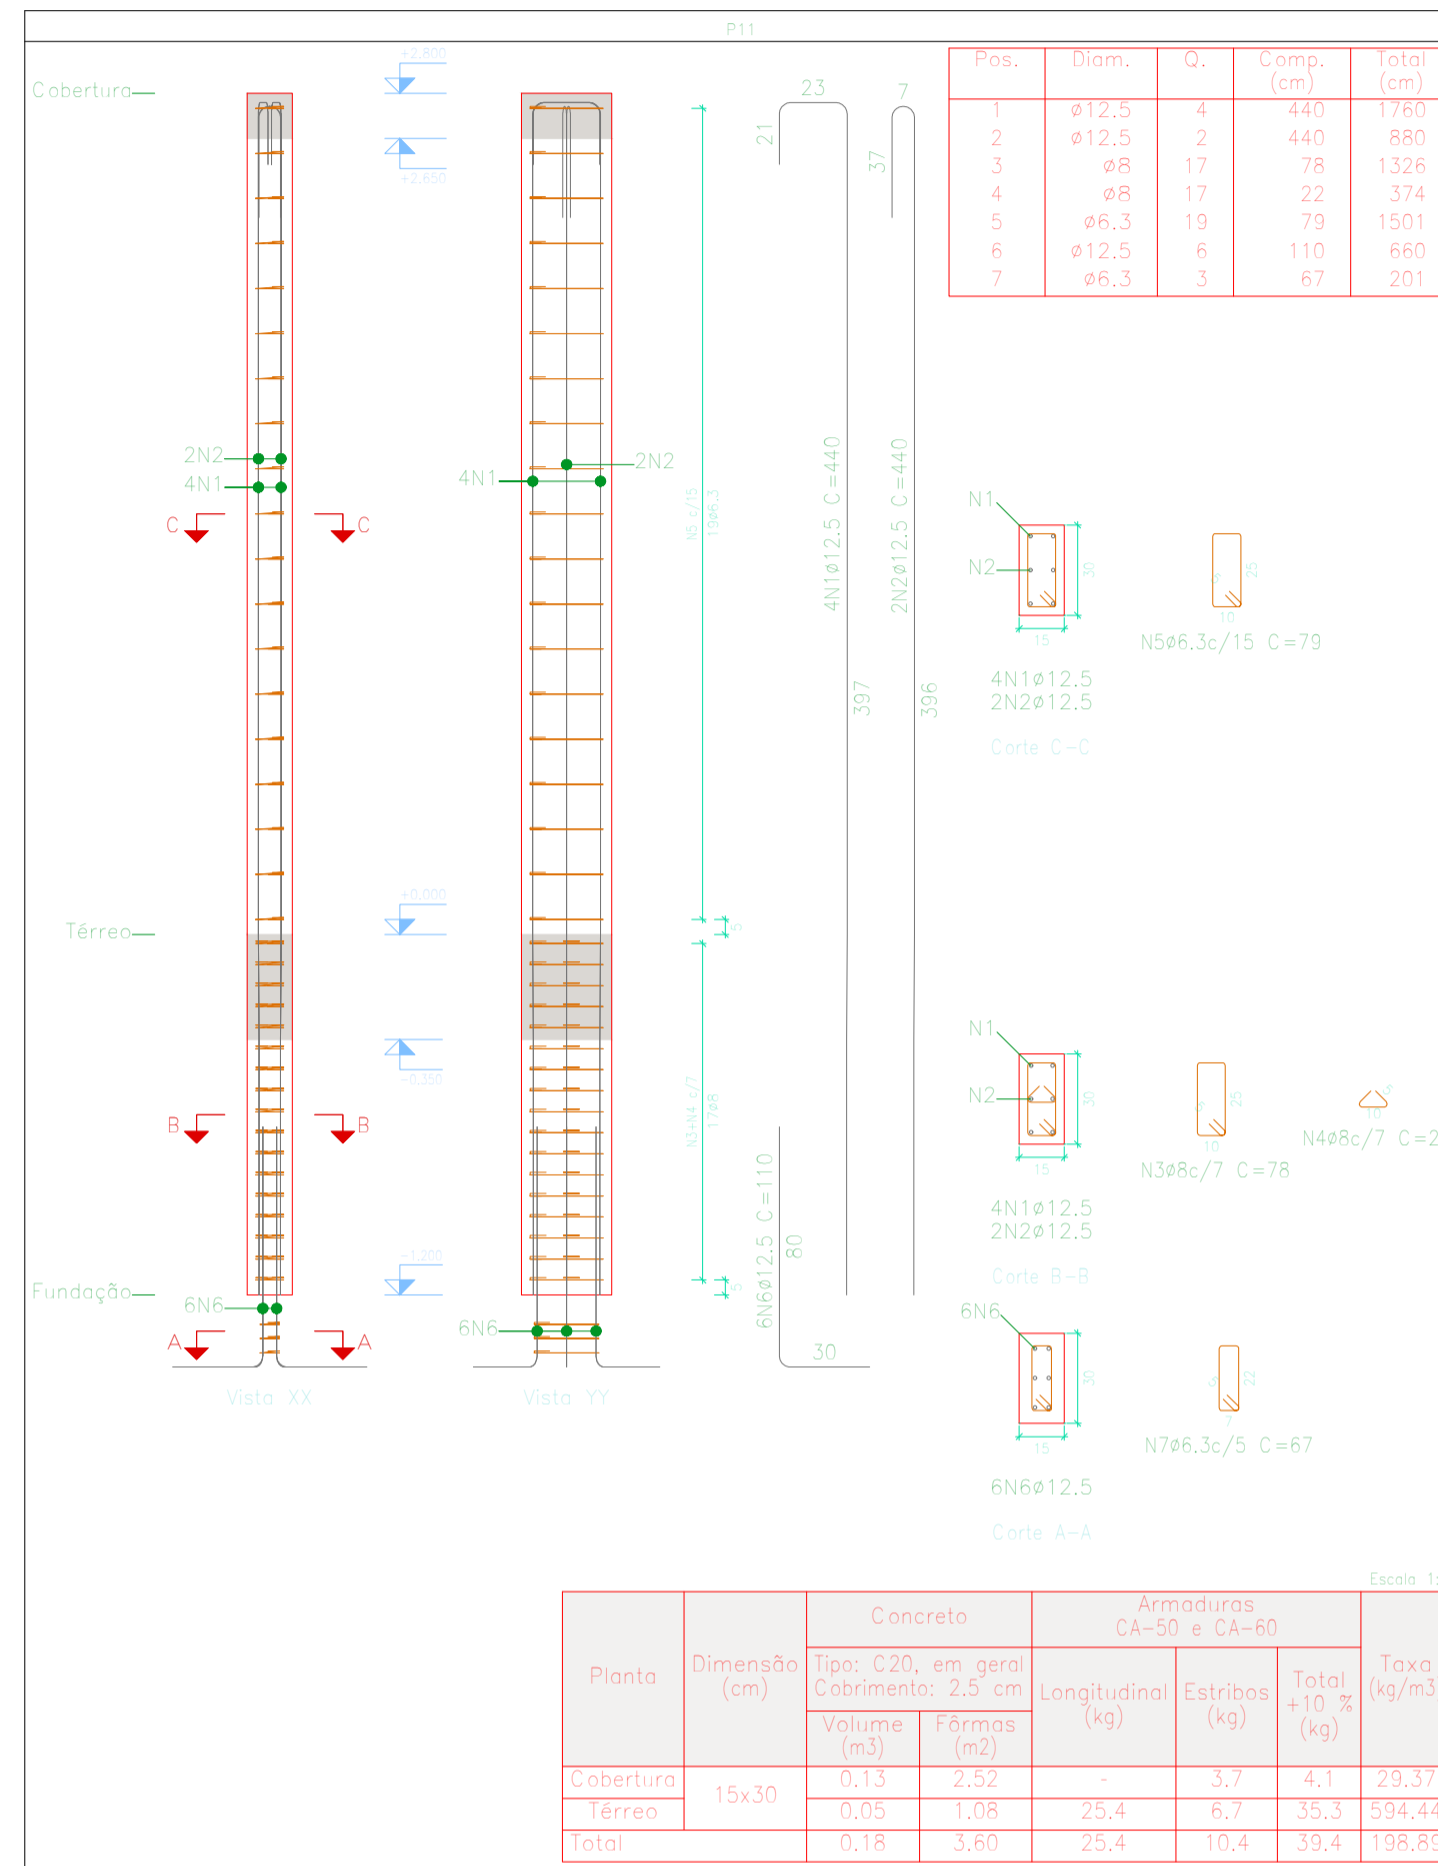 P11
Pos. Diam. Q. Comp. (cm) Total (cm)
1 ø12.5 4 440 1760
2 ø12.5 2 440 880
3 ø8 17 78 1326
4 ø8 17 22 374
5 ø6.3 19 79 1501
6 ø12.5 6 110 660
7 ø6.3 3 67 201
Cobertura
+2.800
+2.650
2N2
4N1
C C
Térreo
+0.000
-0.350
B B
Fundação
-1.200
6N6
A A
Vista XX
4N1
2N2
6N6
Vista YY
N5 c/15
19ø6.3
5
N3+N4 c/7
17ø8
5
23
21
4N1ø12.5 C=440
397
7
37
2N2ø12.5 C=440
396
6N6ø12.5 C=110
80
30
N1
N2
30
15
4N1ø12.5
2N2ø12.5
Corte C-C
5
25
10
N5ø6.3c/15 C=79
N1
N2
30
15
4N1ø12.5
2N2ø12.5
Corte B-B
5
25
10
N3ø8c/7 C=78
5
10
N4ø8c/7 C=2
6N6
30
15
6N6ø12.5
Corte A-A
5
22
7
N7ø6.3c/5 C=67
Escala 1:
Planta
Dimensão (cm)
Concreto
Tipo: C20, em geral
Cobrimento: 2.5 cm
Volume (m3)
Fôrmas (m2)
Armaduras
CA-50 e CA-60
Longitudinal (kg)
Estribos (kg)
Total +10 % (kg)
Taxa (kg/m3
Cobertura 15x30 0.13 2.52 - 3.7 4.1 29.37
Térreo 0.05 1.08 25.4 6.7 35.3 594.44
Total 0.18 3.60 25.4 10.4 39.4 198.89